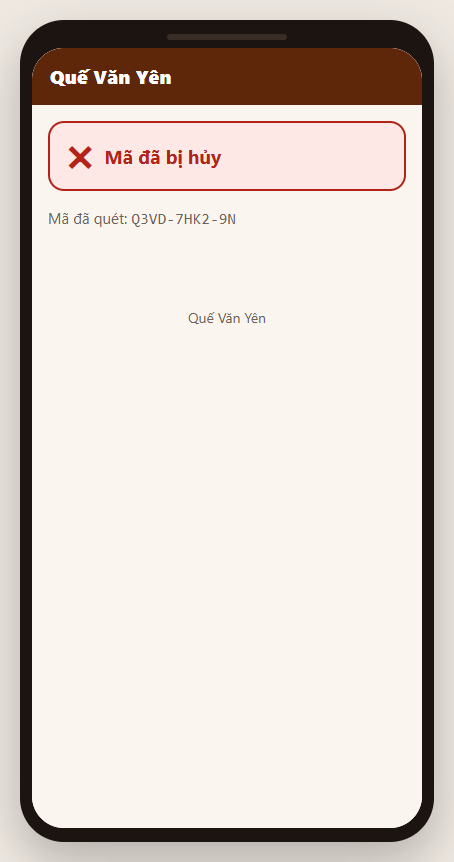 Quế Văn Yên
✕ Mã đã bị hủy
Mã đã quét: Q3VD-7HK2-9N
Quế Văn Yên